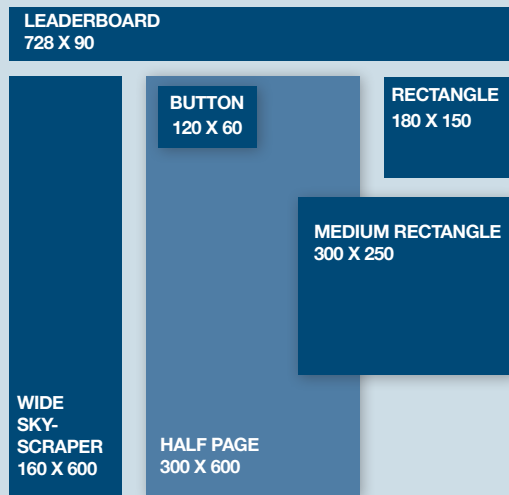 LEADERBOARD
728 X 90
BUTTON
120 X 60
RECTANGLE
180 X 150
MEDIUM RECTANGLE
300 X 250
WIDE
SKY-
SCRAPER
160 X 600
HALF PAGE
300 X 600